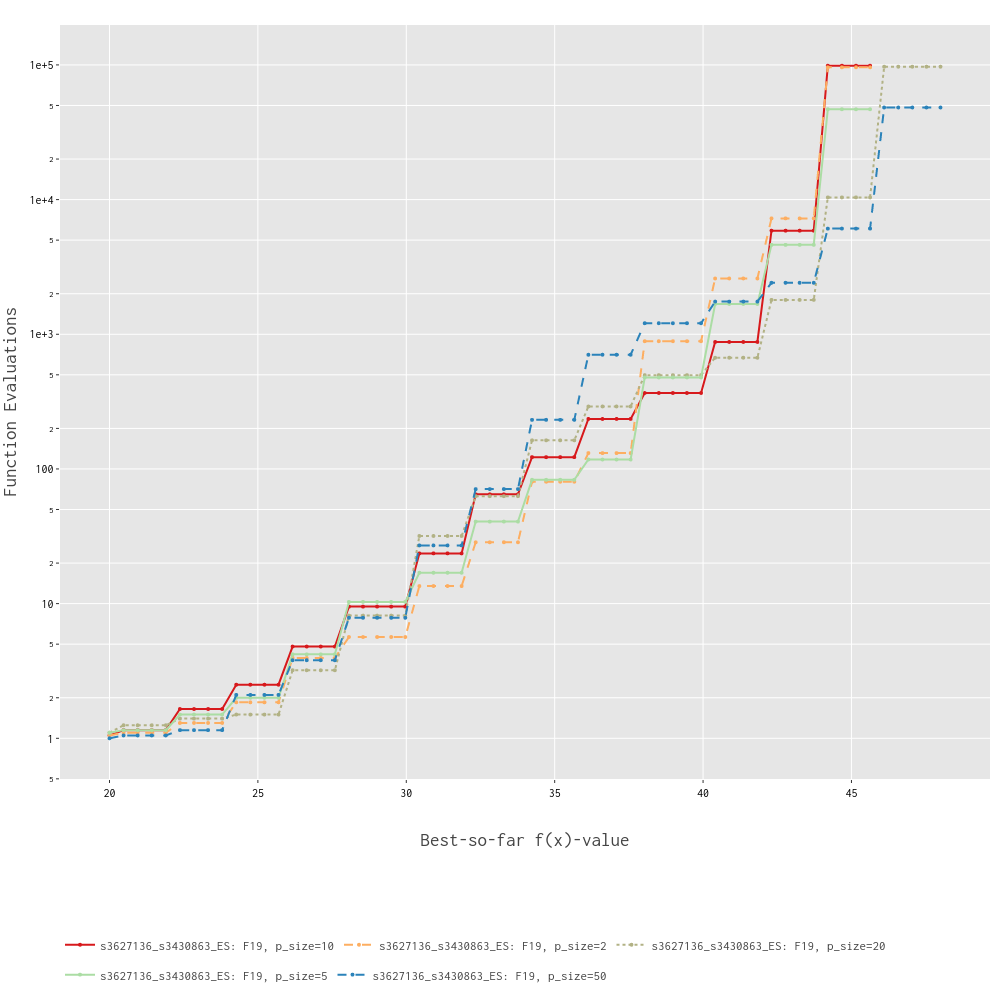 1e+5
5
2
1e+4
5
2
1e+3
5
2
100
5
2
10
5
2
1
5
Function Evaluations
20 25 30 35 40 45
Best-so-far f(x)-value
s3627136_s3430863_ES: F19, p_size=10 s3627136_s3430863_ES: F19, p_size=2 s3627136_s3430863_ES: F19, p_size=20
s3627136_s3430863_ES: F19, p_size=5 s3627136_s3430863_ES: F19, p_size=50